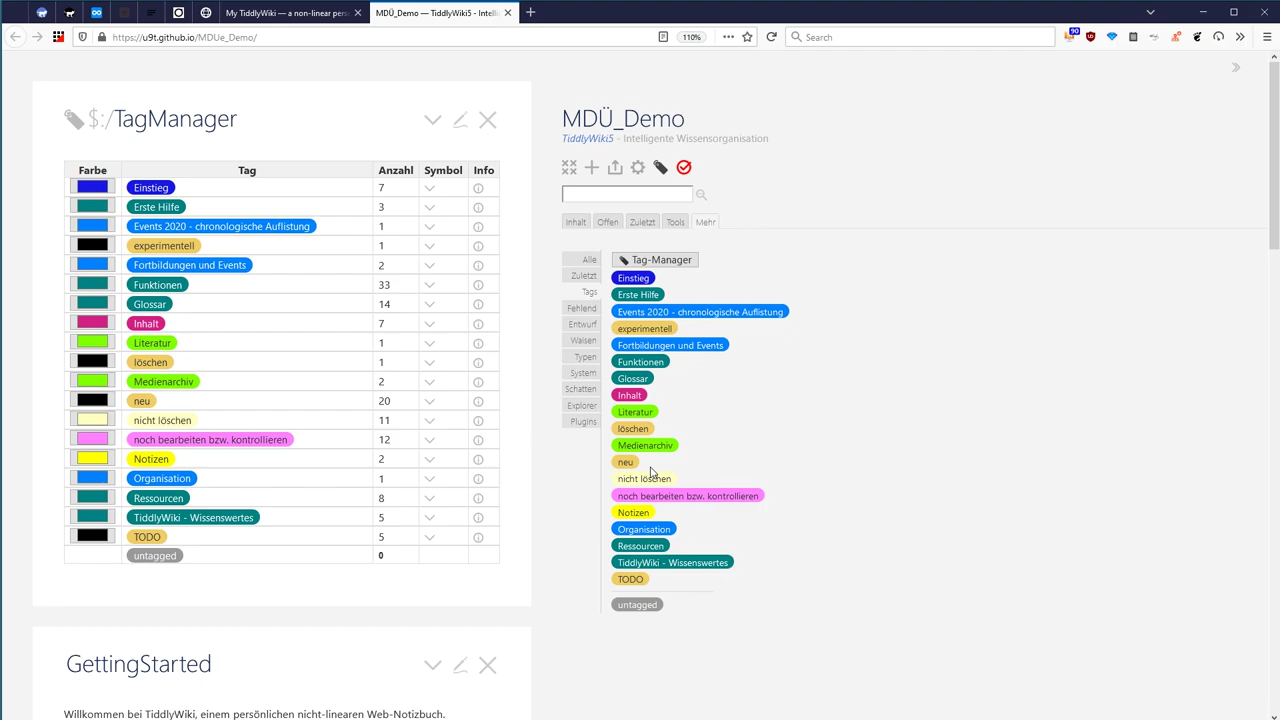 My TiddlyWiki — a non-linear pers
MDÜ_Demo — TiddlyWiki5 - Intellig
https://u9t.github.io/MDUe_Demo/
110%
Search
90
$:/TagManager
Farbe Tag Anzahl Symbol Info
Einstieg 7
Erste Hilfe 3
Events 2020 - chronologische Auflistung 1
experimentell 1
Fortbildungen und Events 2
Funktionen 33
Glossar 14
Inhalt 7
Literatur 1
löschen 1
Medienarchiv 2
neu 20
nicht löschen 11
noch bearbeiten bzw. kontrollieren 12
Notizen 2
Organisation 1
Ressourcen 8
TiddlyWiki - Wissenswertes 5
TODO 5
untagged 0
GettingStarted
Willkommen bei TiddlyWiki, einem persönlichen nicht-linearen Web-Notizbuch.
MDÜ_Demo
TiddlyWiki5 - Intelligente Wissensorganisation
Inhalt Offen Zuletzt Tools Mehr
Alle
Zuletzt
Tags
Fehlend
Entwurf
Waisen
Typen
System
Schatten
Explorer
Plugins
Tag-Manager
Einstieg
Erste Hilfe
Events 2020 - chronologische Auflistung
experimentell
Fortbildungen und Events
Funktionen
Glossar
Inhalt
Literatur
löschen
Medienarchiv
neu
nicht löschen
noch bearbeiten bzw. kontrollieren
Notizen
Organisation
Ressourcen
TiddlyWiki - Wissenswertes
TODO
untagged